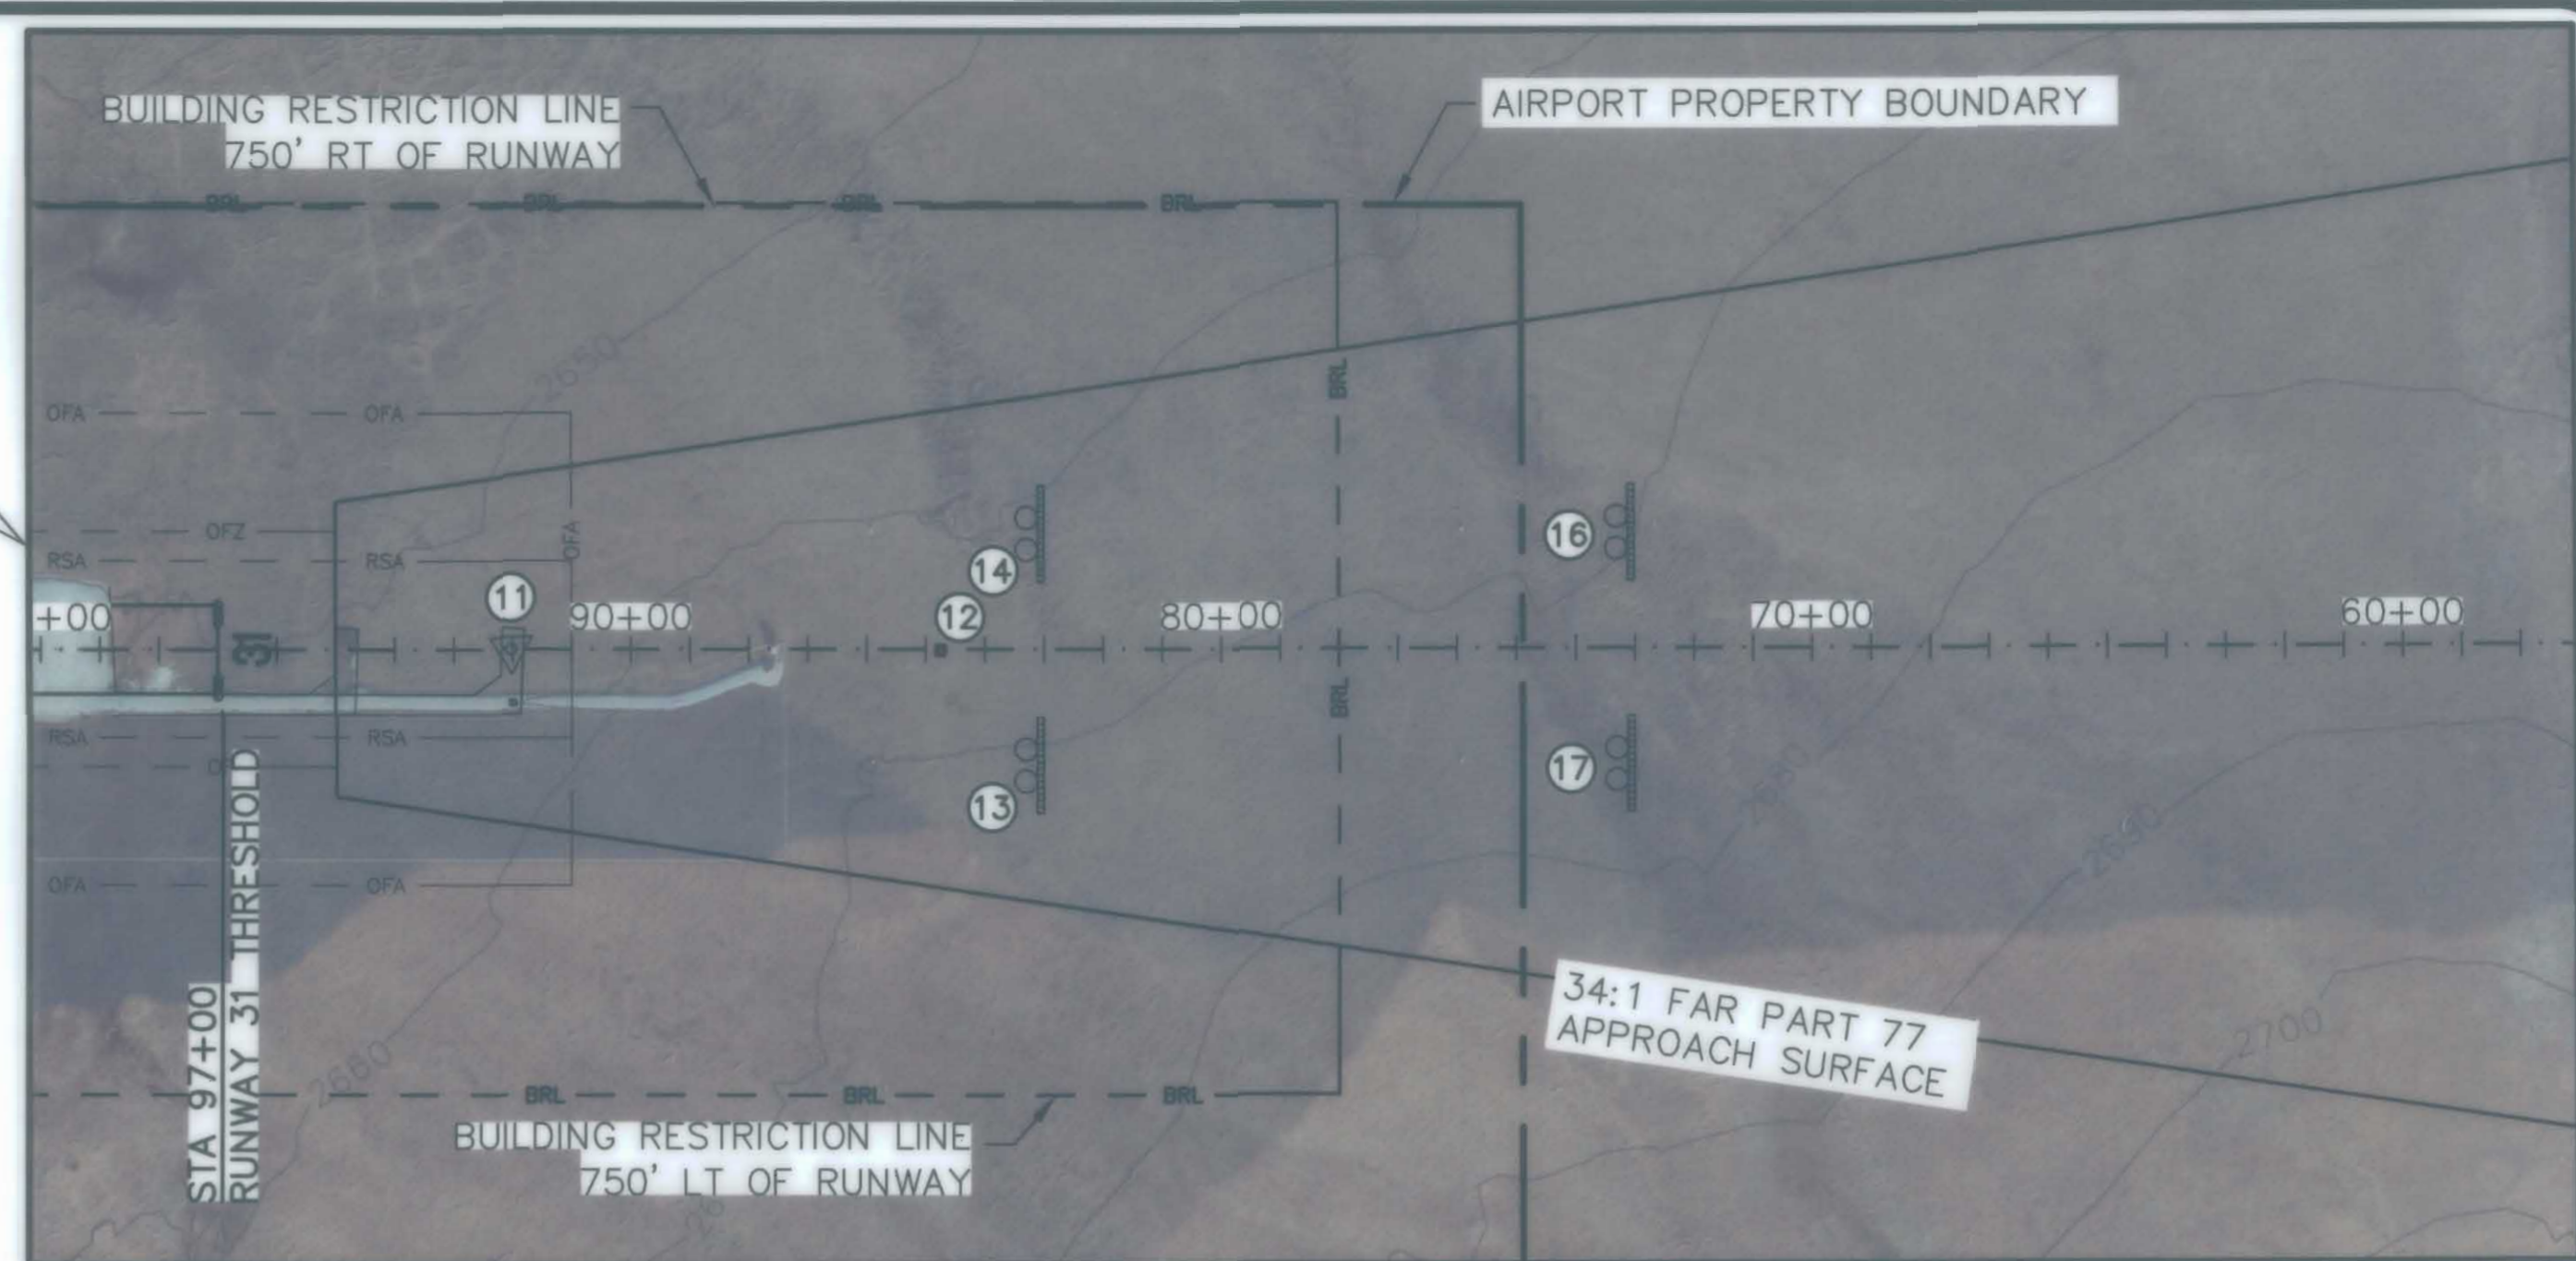 BUILDING RESTRICTION LINE
750' RT OF RUNWAY
AIRPORT PROPERTY BOUNDARY
BRL
BRL
BRL
BRL
2650
BRL
OFA
OFA
OFA
OFZ
RSA
RSA
14
16
11
12
+00
90+00
80+00
70+00
60+00
31
RSA
RSA
BRL
13
17
2680
2690
OFA
OFA
34:1 FAR PART 77
APPROACH SURFACE
2700
2660
STA 97+00
RUNWAY 31 THRESHOLD
BRL
BRL
BRL
BUILDING RESTRICTION LINE
750' LT OF RUNWAY